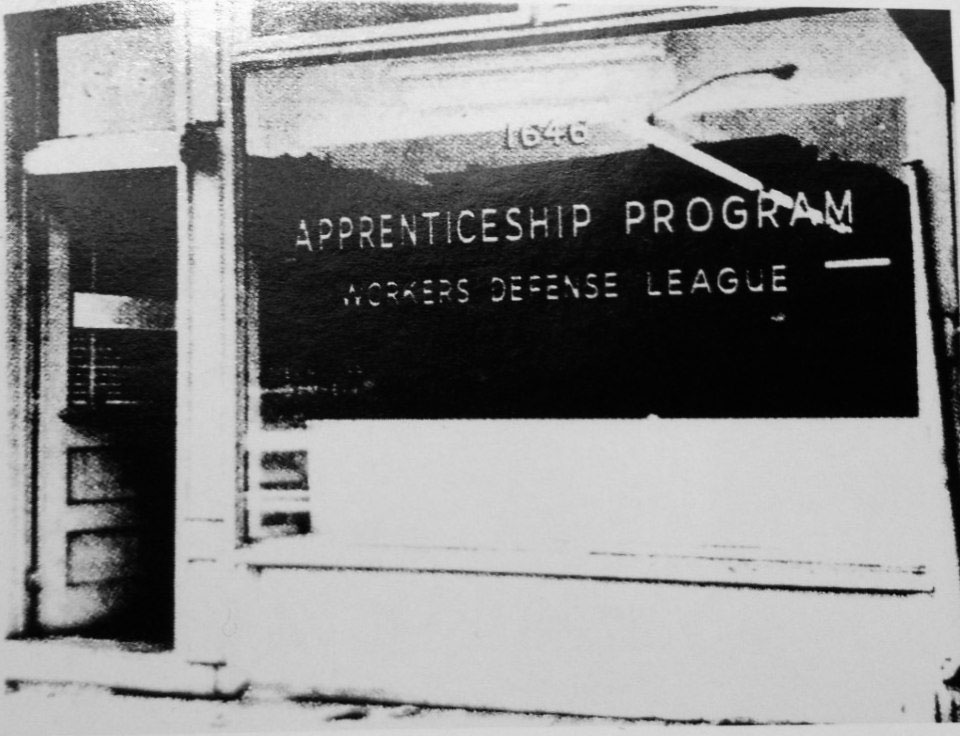 1646
APPRENTICESHIP PROGRAM
WORKERS DEFENSE LEAGUE